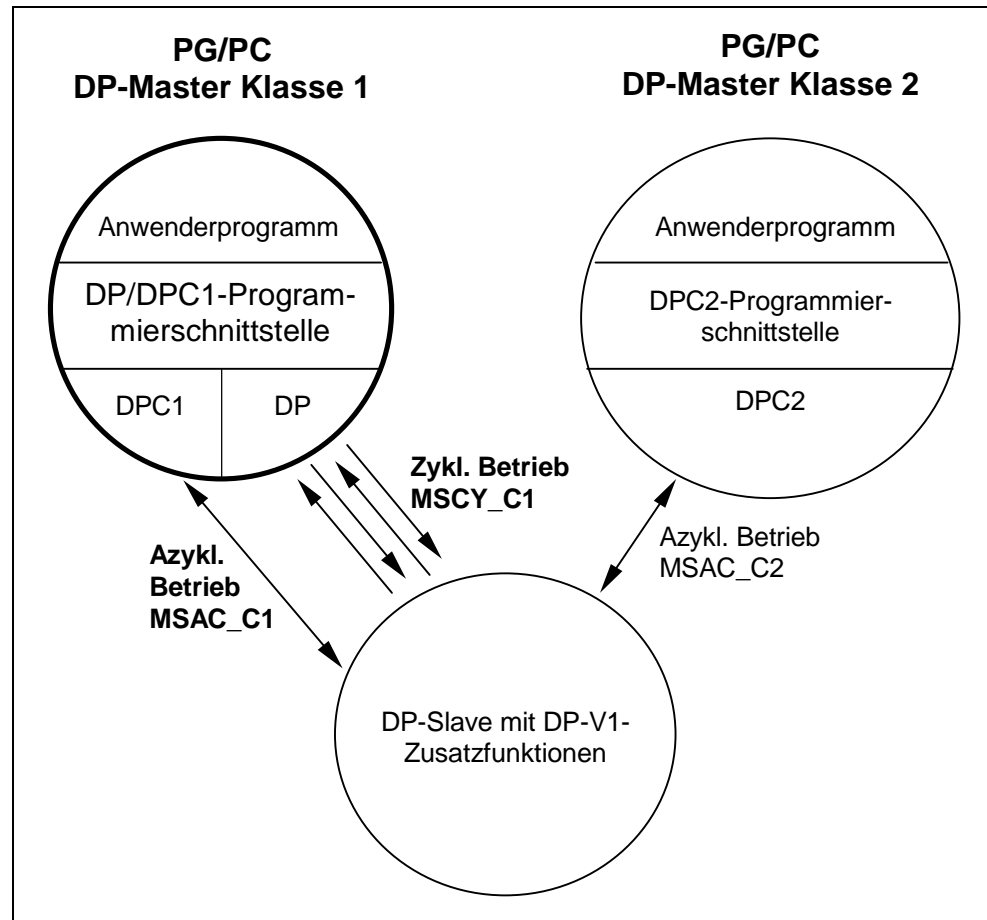 PG/PC
DP-Master Klasse 1
PG/PC
DP-Master Klasse 2
Anwenderprogramm
DP/DPC1-Program-
mierschnittstelle
DPC1
DP
Anwenderprogramm
DPC2-Programmier-
schnittstelle
DPC2
Zykl. Betrieb
MSCY_C1
Azykl.
Betrieb
MSAC_C1
Azykl. Betrieb
MSAC_C2
DP-Slave mit DP-V1-
Zusatzfunktionen